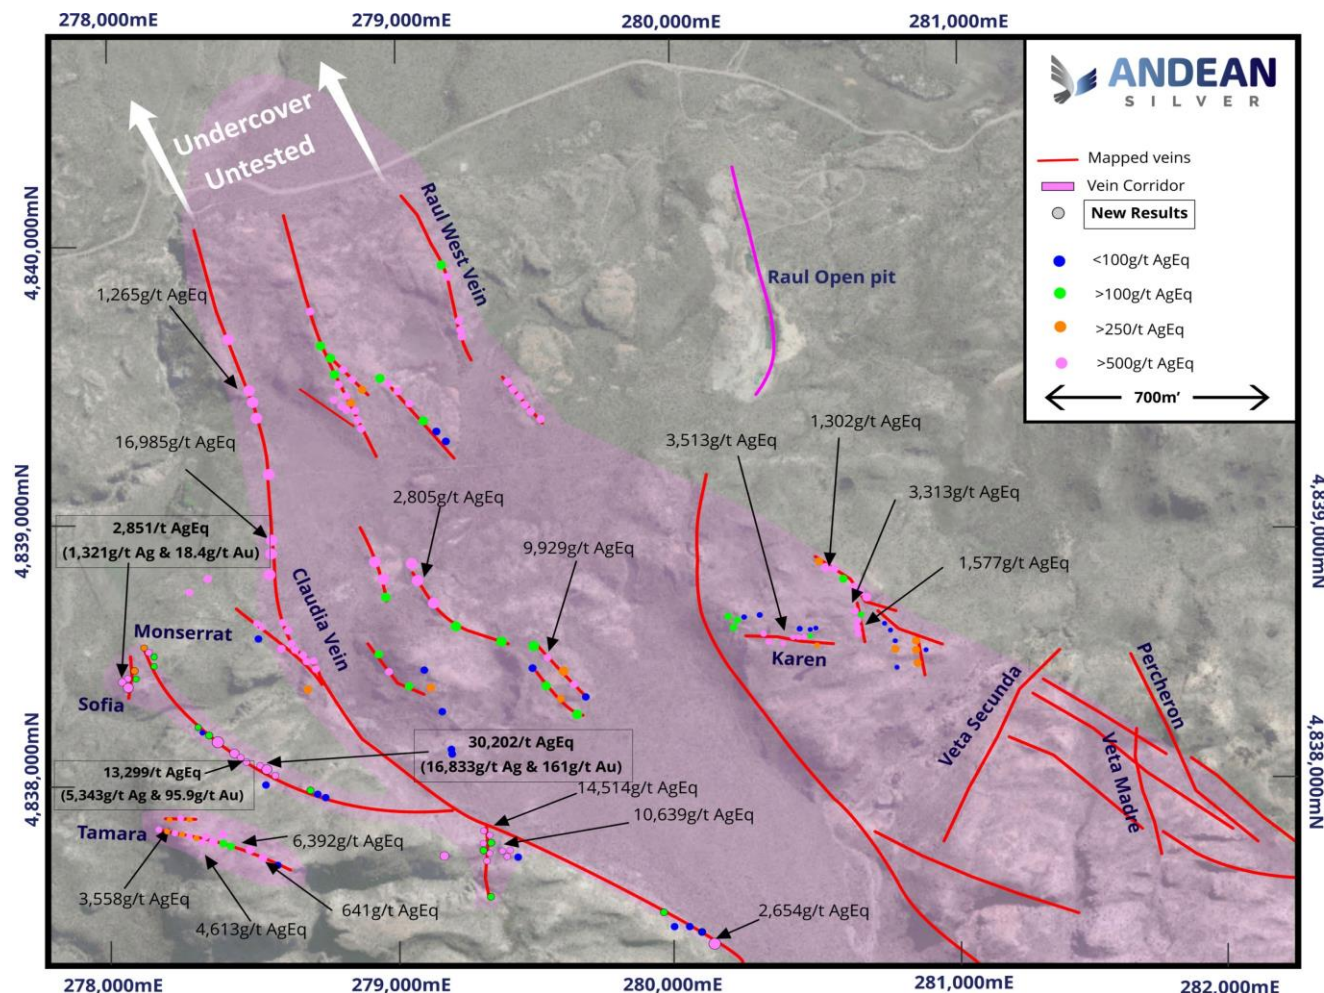 278,000mE
279,000mE
280,000mE
281,000mE
ANDEAN
SILVER
Mapped veins
Vein Corridor
New Results
<100g/t AgEq
>100g/t AgEq
>250/t AgEq
>500g/t AgEq
700m'
Undercover
Untested
Raul West Vein
Raul Open pit
4,840,000mN
1,265g/t AgEq
16,985g/t AgEq
2,805g/t AgEq
3,513g/t AgEq
1,302g/t AgEq
3,313g/t AgEq
4,839,000mN
4,839,000mN
2,851/t AgEq
(1,321g/t Ag & 18.4g/t Au)
9,929g/t AgEq
1,577g/t AgEq
Claudia Vein
Monserrat
Karen
Sofia
Veta Secunda
Percheron
Veta Madre
4,838,000mN
4,838,000mN
30,202/t AgEq
(16,833g/t Ag & 161g/t Au)
13,299/t AgEq
(5,343g/t Ag & 95.9g/t Au)
14,514g/t AgEq
10,639g/t AgEq
Tamara
6,392g/t AgEq
3,558g/t AgEq
641g/t AgEq
4,613g/t AgEq
2,654g/t AgEq
278,000mE
279,000mE
280,000mE
281,000mE
282,000mE